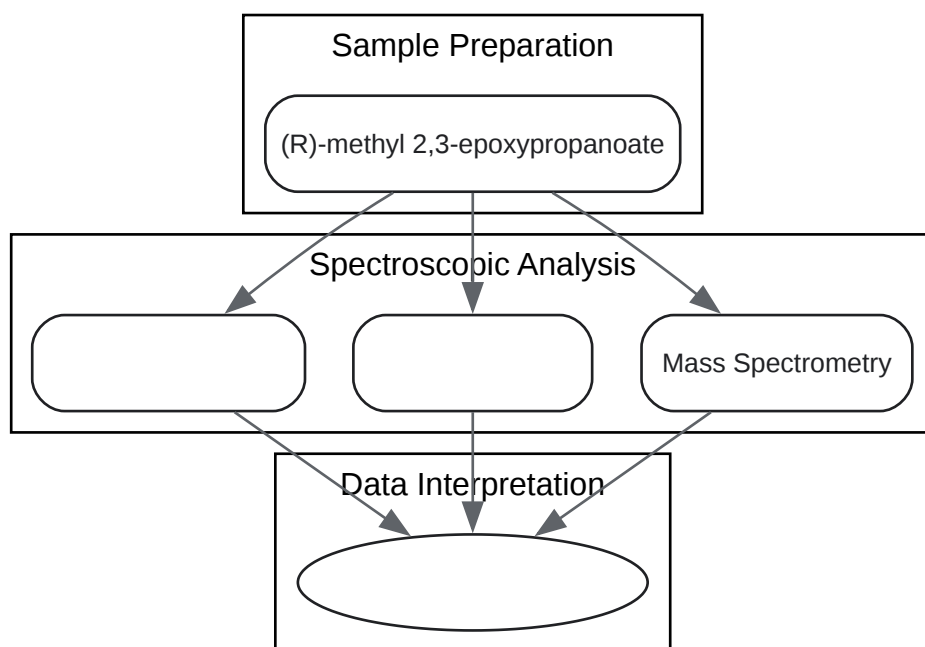 Sample Preparation
(R)-methyl 2,3-epoxypropanoate
Spectroscopic Analysis
Mass Spectrometry
Data Interpretation